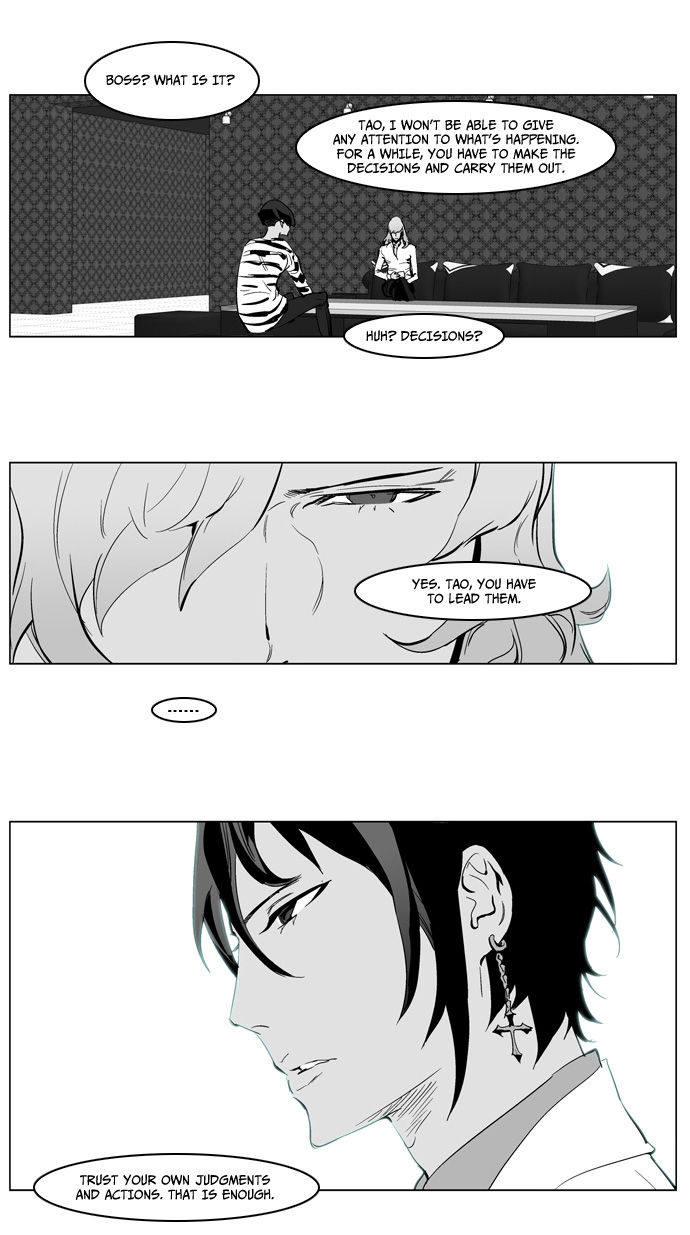 BOSS? WHAT IS IT?
TAO, I WON'T BE ABLE TO GIVE
ANY ATTENTION TO WHAT'S HAPPENING.
FOR A WHILE, YOU HAVE TO MAKE THE
DECISIONS AND CARRY THEM OUT.
HUH? DECISIONS?
YES. TAO, YOU HAVE
TO LEAD THEM.
------
TRUST YOUR OWN JUDGMENTS
AND ACTIONS. THAT IS ENOUGH.